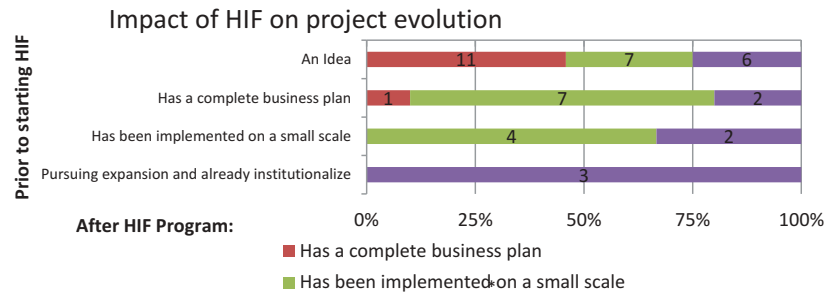 Impact of HIF on project evolution
Prior to starting HIF
An Idea
11 7 6
Has a complete business plan
1 7 2
Has been implemented on a small scale
4 2
Pursuing expansion and already institutionalize
3
0% 25% 50% 75% 100%
After HIF Program:
Has a complete business plan
Has been implemented*on a small scale